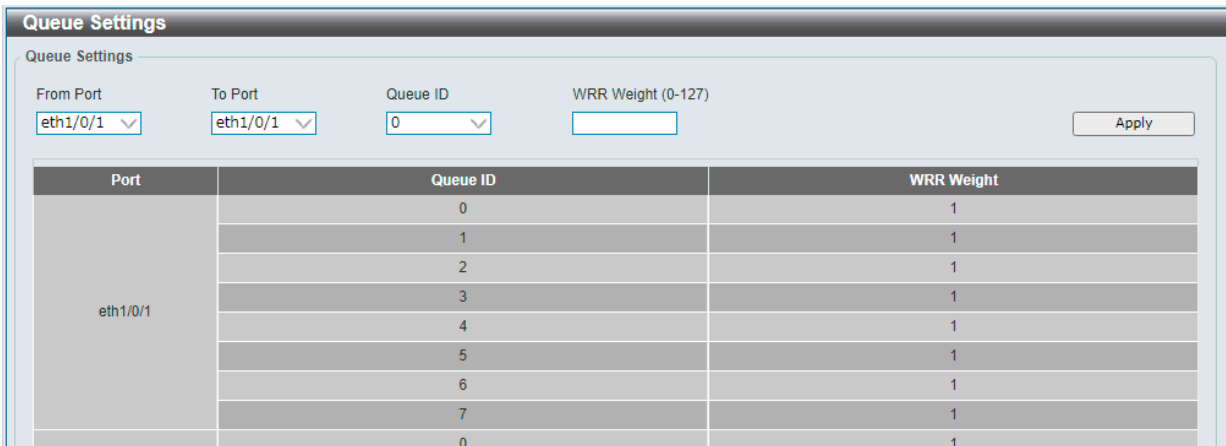 Queue Settings
Queue Settings
From Port To Port Queue ID WRR Weight (0-127)
eth1/0/1 eth1/0/1 0 Apply
Port Queue ID WRR Weight
0 1
1 1
2 1
3 1
eth1/0/1
4 1
5 1
6 1
7 1
0 1